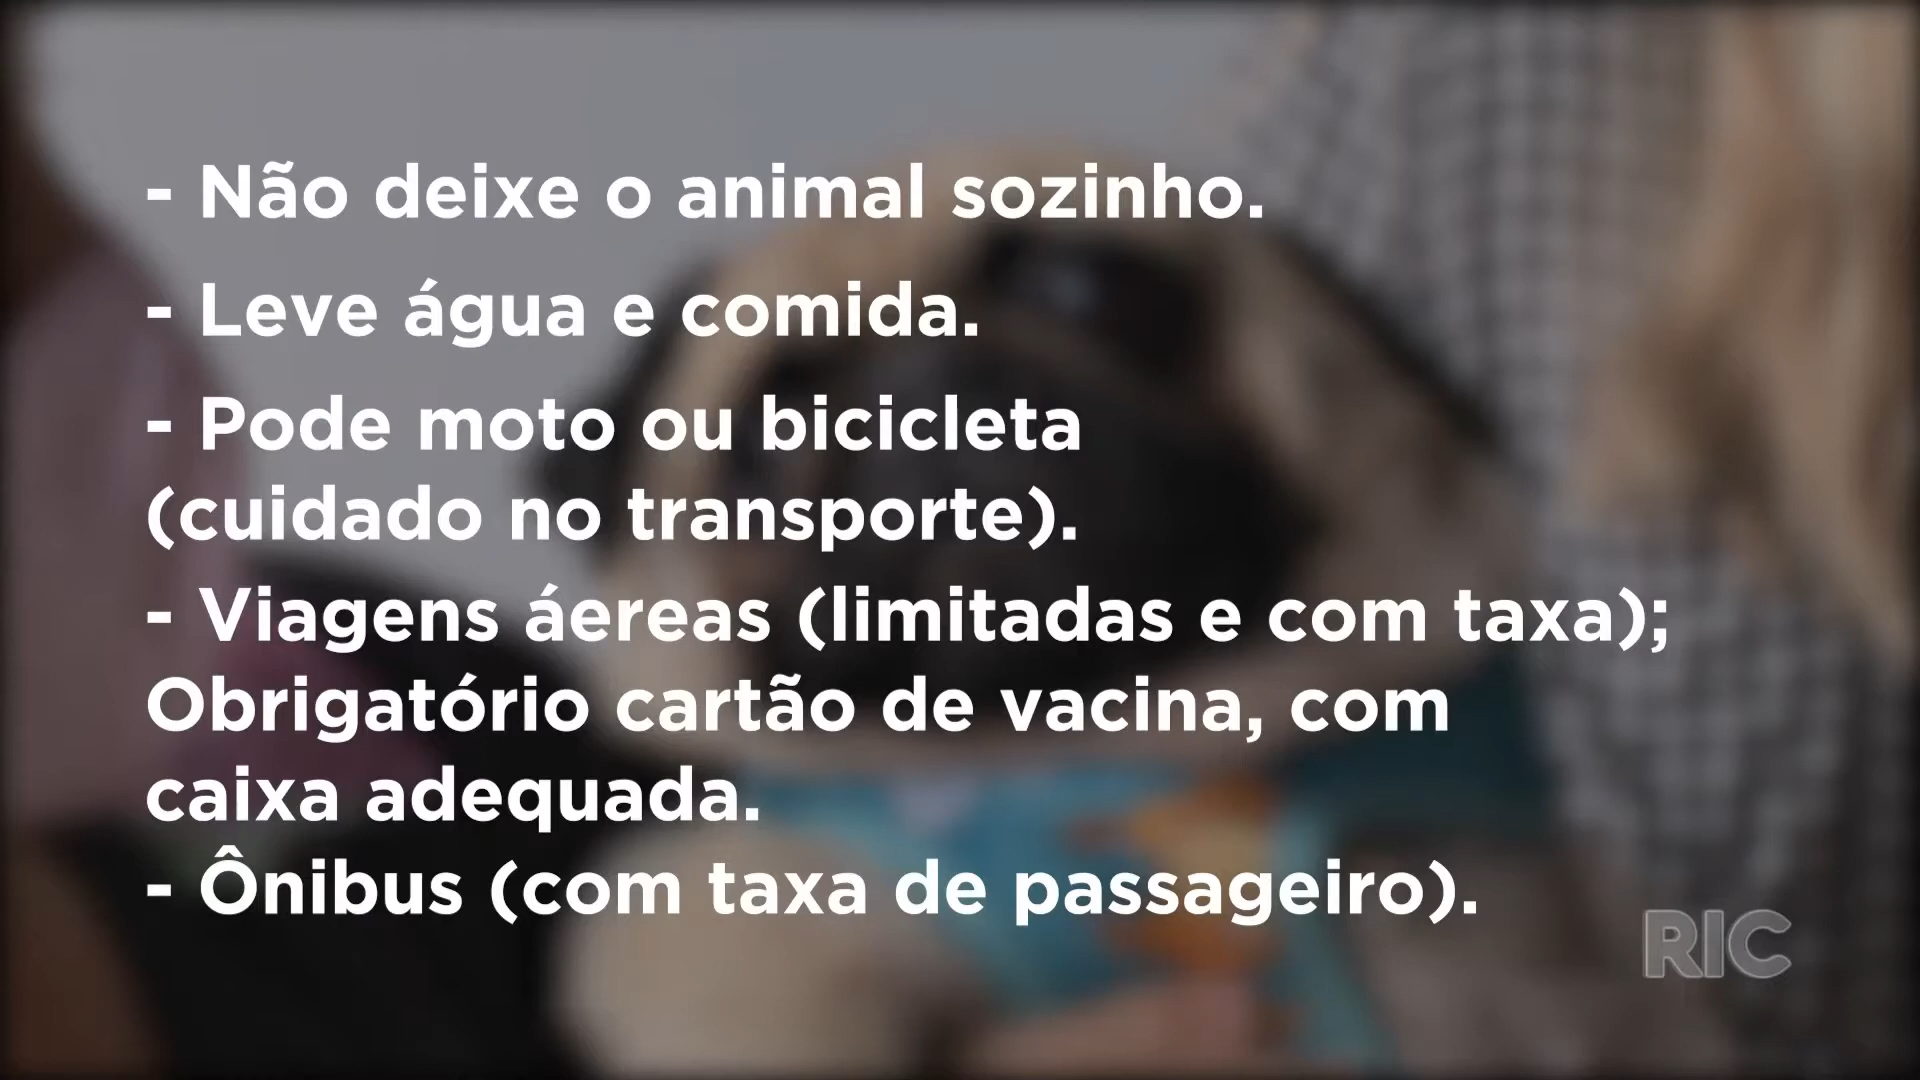 - Não deixe o animal sozinho.
- Leve água e comida.
- Pode moto ou bicicleta
(cuidado no transporte).
- Viagens áereas (limitadas e com taxa);
Obrigatório cartão de vacina, com
caixa adequada.
- Ônibus (com taxa de passageiro).
RIC